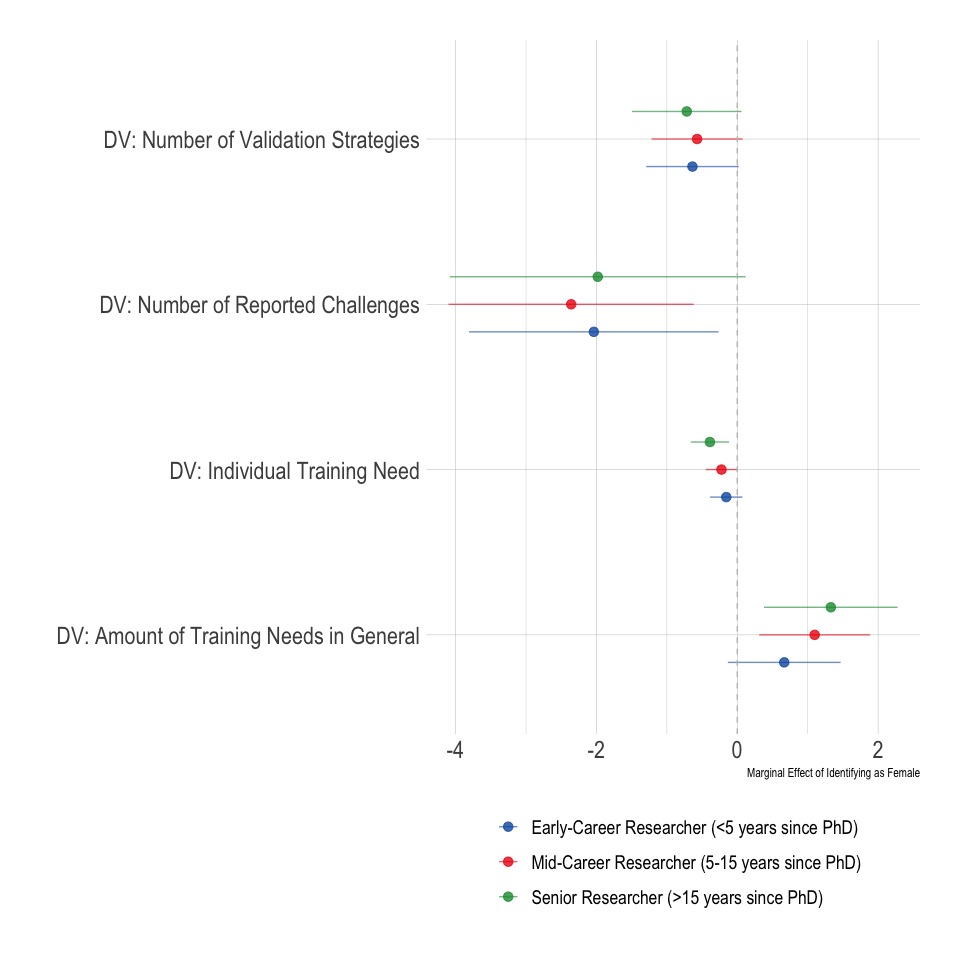 DV: Number of Validation Strategies
DV: Number of Reported Challenges
DV: Individual Training Need
DV: Amount of Training Needs in General
-4 -2 0 2
Marginal Effect of Identifying as Female
Early-Career Researcher (<5 years since PhD)
Mid-Career Researcher (5-15 years since PhD)
Senior Researcher (>15 years since PhD)